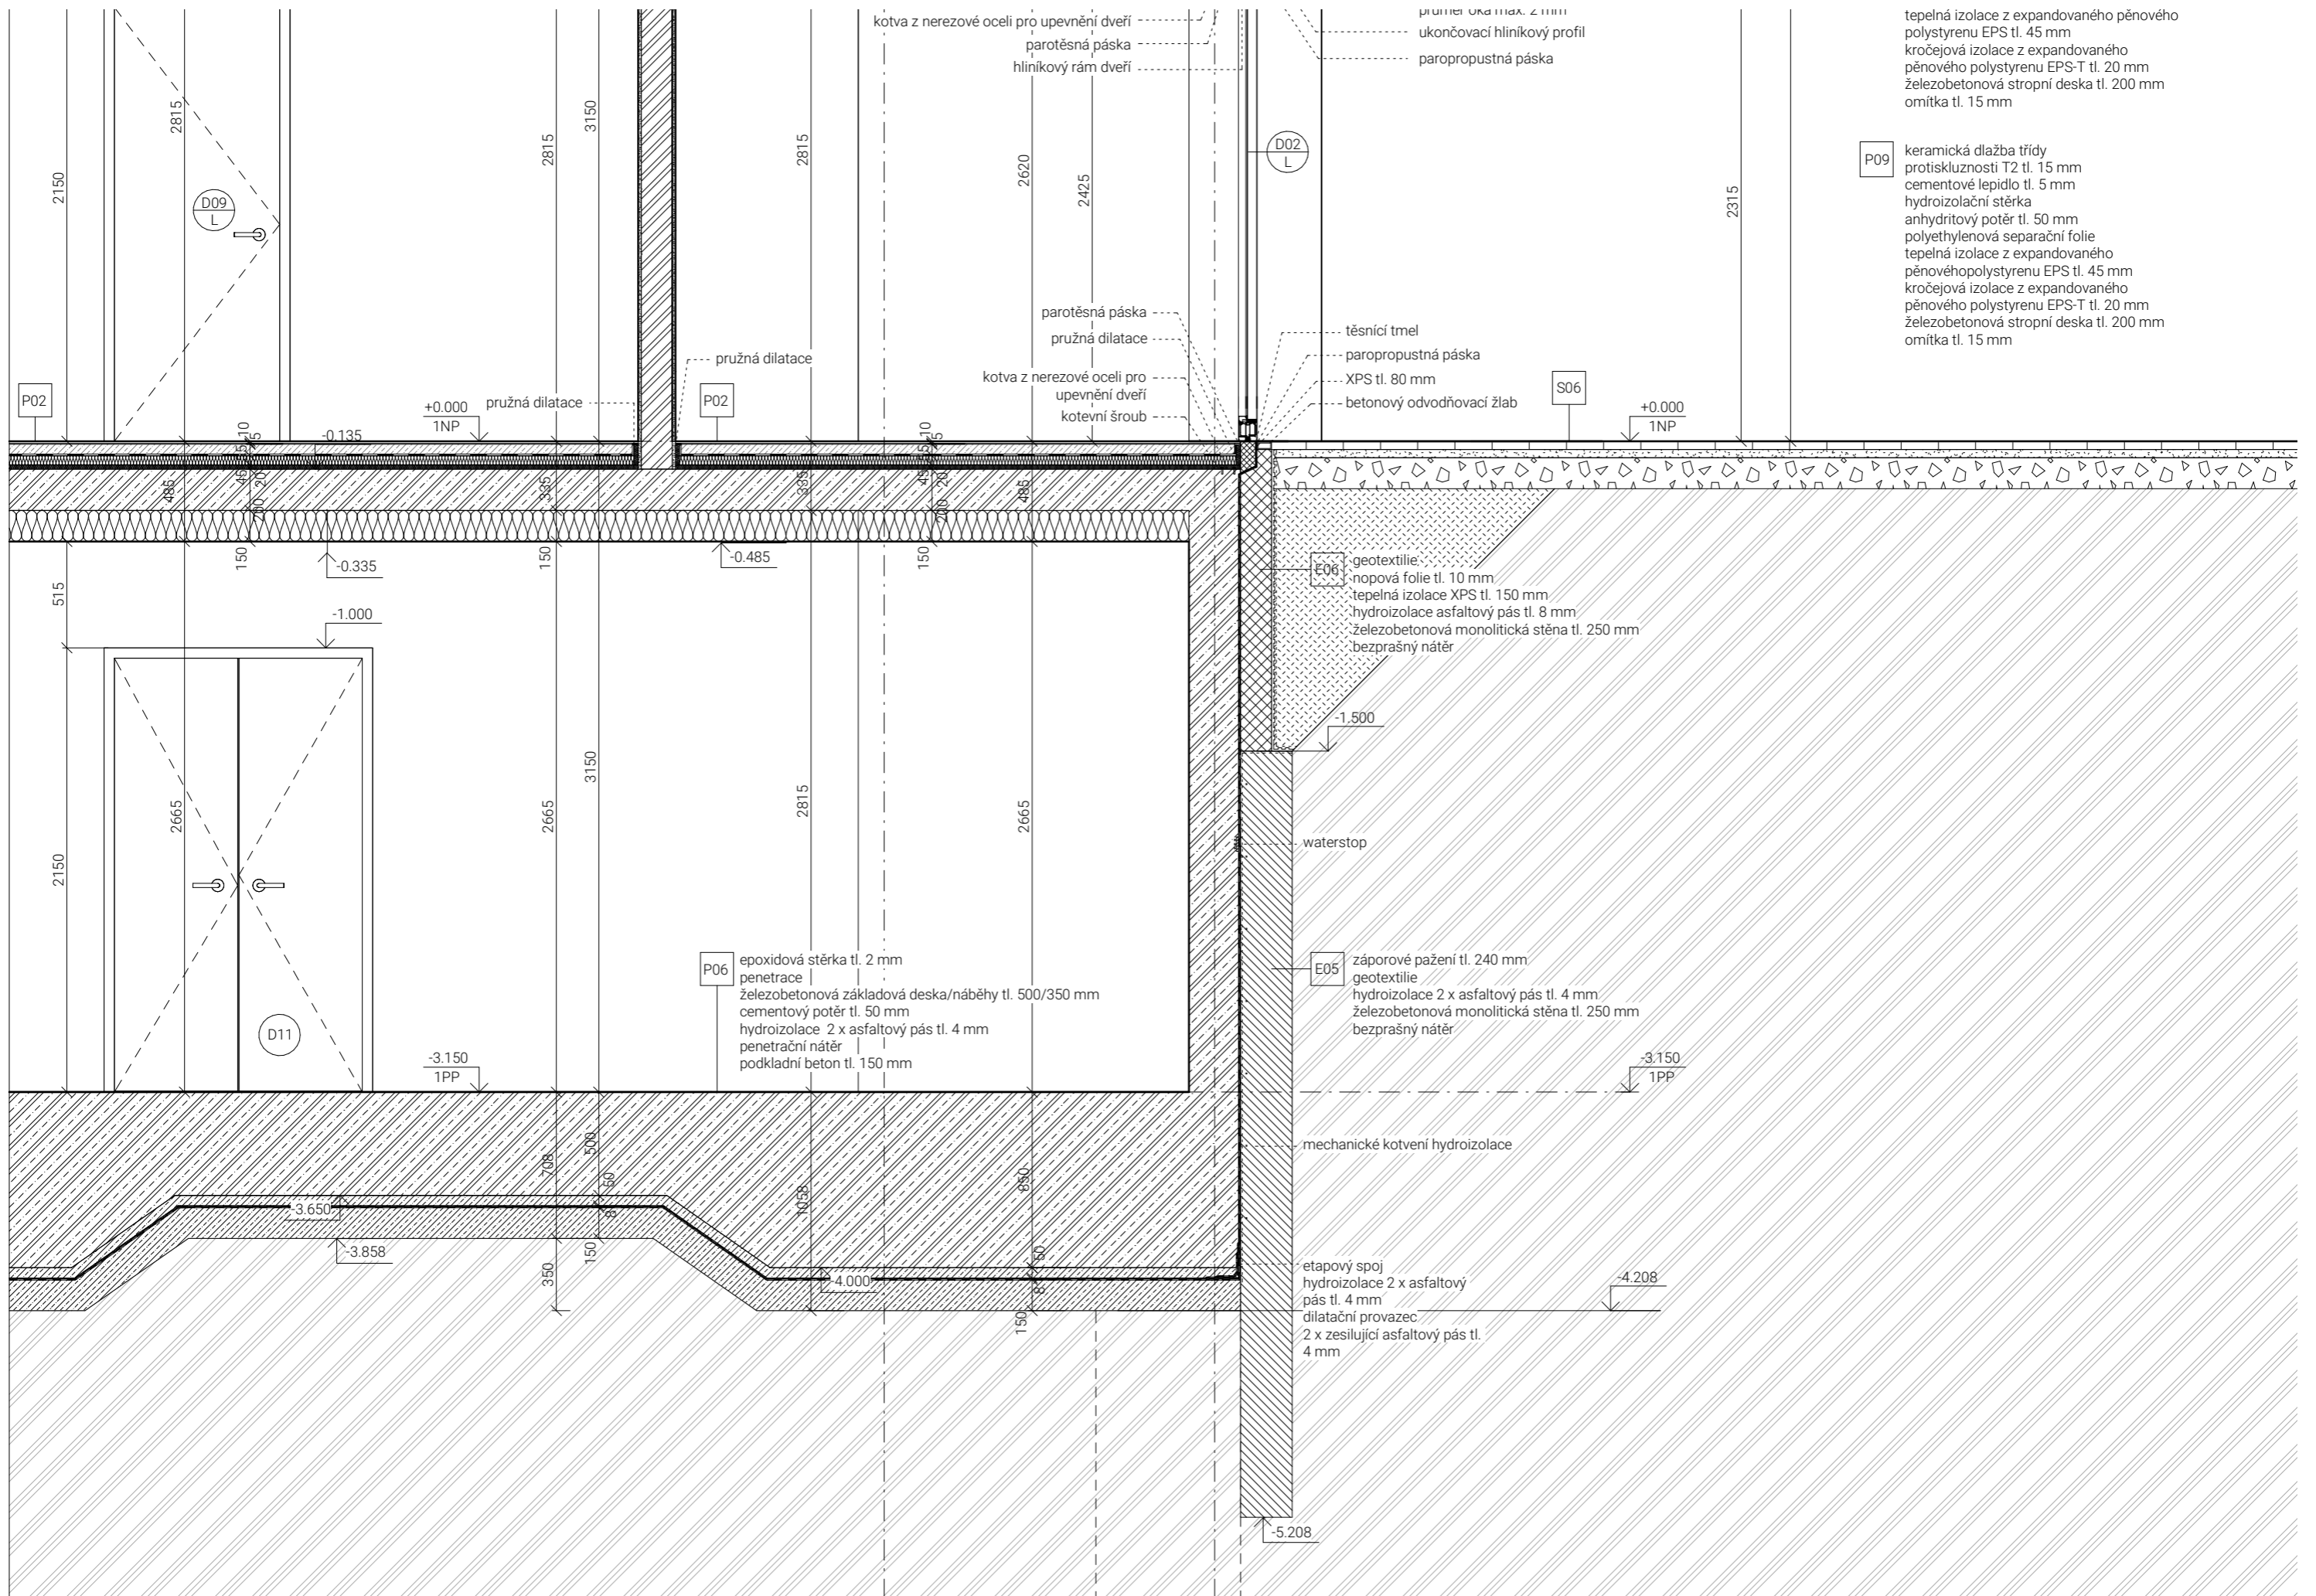 kotva z nerezové oceli pro upevnění dveří
parotěsná páska
hliníkový rám dveří
průměr oka max. 2 mm
ukončovací hliníkový profil
paropropustná páska
tepelná izolace z expandovaného pěnového
polystyrenu EPS tl. 45 mm
kročejová izolace z expandovaného
pěnového polystyrenu EPS-T tl. 20 mm
železobetonová stropní deska tl. 200 mm
omítka tl. 15 mm
P09
keramická dlažba třídy
protiskluznosti T2 tl. 15 mm
cementové lepidlo tl. 5 mm
hydroizolační stěrka
anhydritový potěr tl. 50 mm
polyethylenová separační folie
tepelná izolace z expandovaného
pěnovéhopolystyrenu EPS tl. 45 mm
kročejová izolace z expandovaného
pěnového polystyrenu EPS-T tl. 20 mm
železobetonová stropní deska tl. 200 mm
omítka tl. 15 mm
2150
2815
2815
3150
2815
2620
2425
2315
D09
L
D02
L
parotěsná páska
pružná dilatace
kotva z nerezové oceli pro
upevnění dveří
kotevní šroub
těsnící tmel
paropropustná páska
XPS tl. 80 mm
betonový odvodňovací žlab
pružná dilatace
pružná dilatace
P02
P02
S06
+0.000
1NP
+0.000
1NP
-0.135
10
45
20
200
485
335
335
10
20
200
485
150
150
150
-0.335
-0.485
515
-1.000
E06
geotextilie
nopová folie tl. 10 mm
tepelná izolace XPS tl. 150 mm
hydroizolace asfaltový pás tl. 8 mm
železobetonová monolitická stěna tl. 250 mm
bezprašný nátěr
-1.500
2150
2665
2665
3150
2815
2665
waterstop
D11
P06
epoxidová stěrka tl. 2 mm
penetrace
železobetonová základová deska/náběhy tl. 500/350 mm
cementový potěr tl. 50 mm
hydroizolace 2 x asfaltový pás tl. 4 mm
penetrační nátěr
podkladní beton tl. 150 mm
E05
záporové pažení tl. 240 mm
geotextilie
hydroizolace 2 x asfaltový pás tl. 4 mm
železobetonová monolitická stěna tl. 250 mm
bezprašný nátěr
-3.150
1PP
-3.150
1PP
mechanické kotvení hydroizolace
708
500
50
8
150
350
1058
850
50
8
150
-3.650
-3.858
-4.000
etapový spoj
hydroizolace 2 x asfaltový
pás tl. 4 mm
dilatační provazec
2 x zesilující asfaltový pás tl.
4 mm
-4.208
-5.208